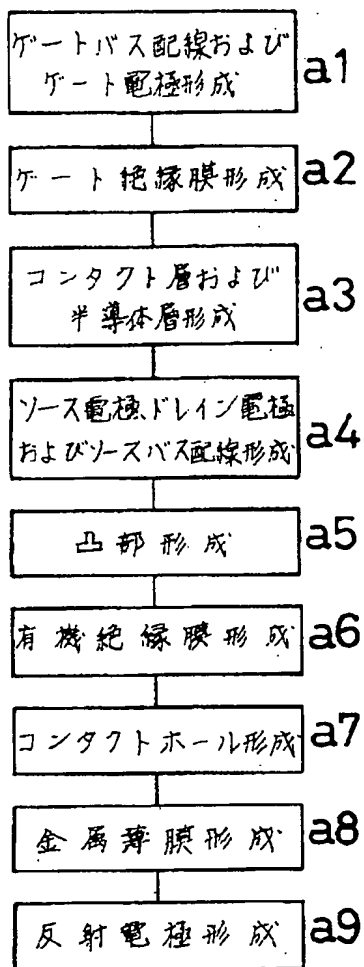 ゲートバス配線および
ゲート電極形成
a1
ゲート絶縁膜形成
a2
コンタクト層および
半導体層形成
a3
ソース電極、ドレイン電極
およびソースバス配線形成
a4
凸部形成
a5
有機絶縁膜形成
a6
コンタクトホール形成
a7
金属薄膜形成
a8
反射電極形成
a9